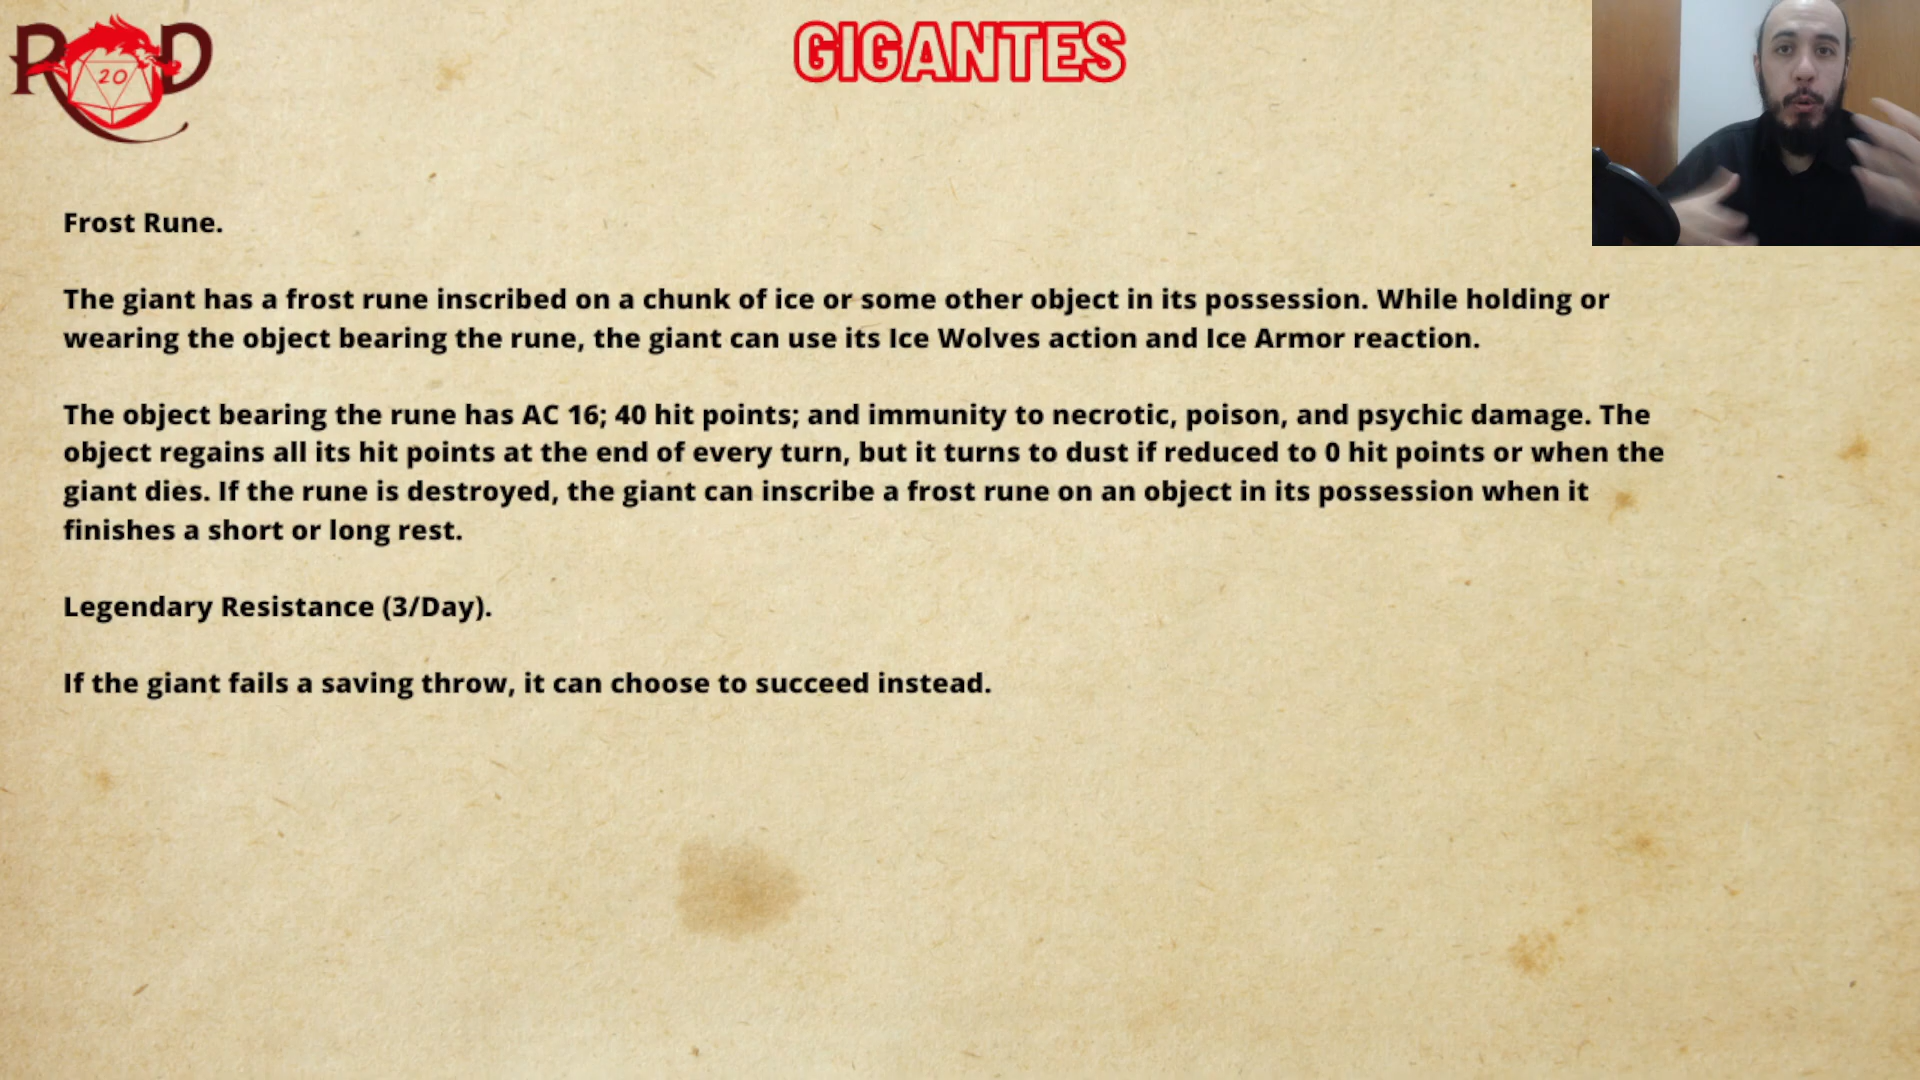 R D
20
GIGANTES
Frost Rune.
The giant has a frost rune inscribed on a chunk of ice or some other object in its possession. While holding or
wearing the object bearing the rune, the giant can use its Ice Wolves action and Ice Armor reaction.
The object bearing the rune has AC 16; 40 hit points; and immunity to necrotic, poison, and psychic damage. The
object regains all its hit points at the end of every turn, but it turns to dust if reduced to 0 hit points or when the
giant dies. If the rune is destroyed, the giant can inscribe a frost rune on an object in its possession when it
finishes a short or long rest.
Legendary Resistance (3/Day).
If the giant fails a saving throw, it can choose to succeed instead.